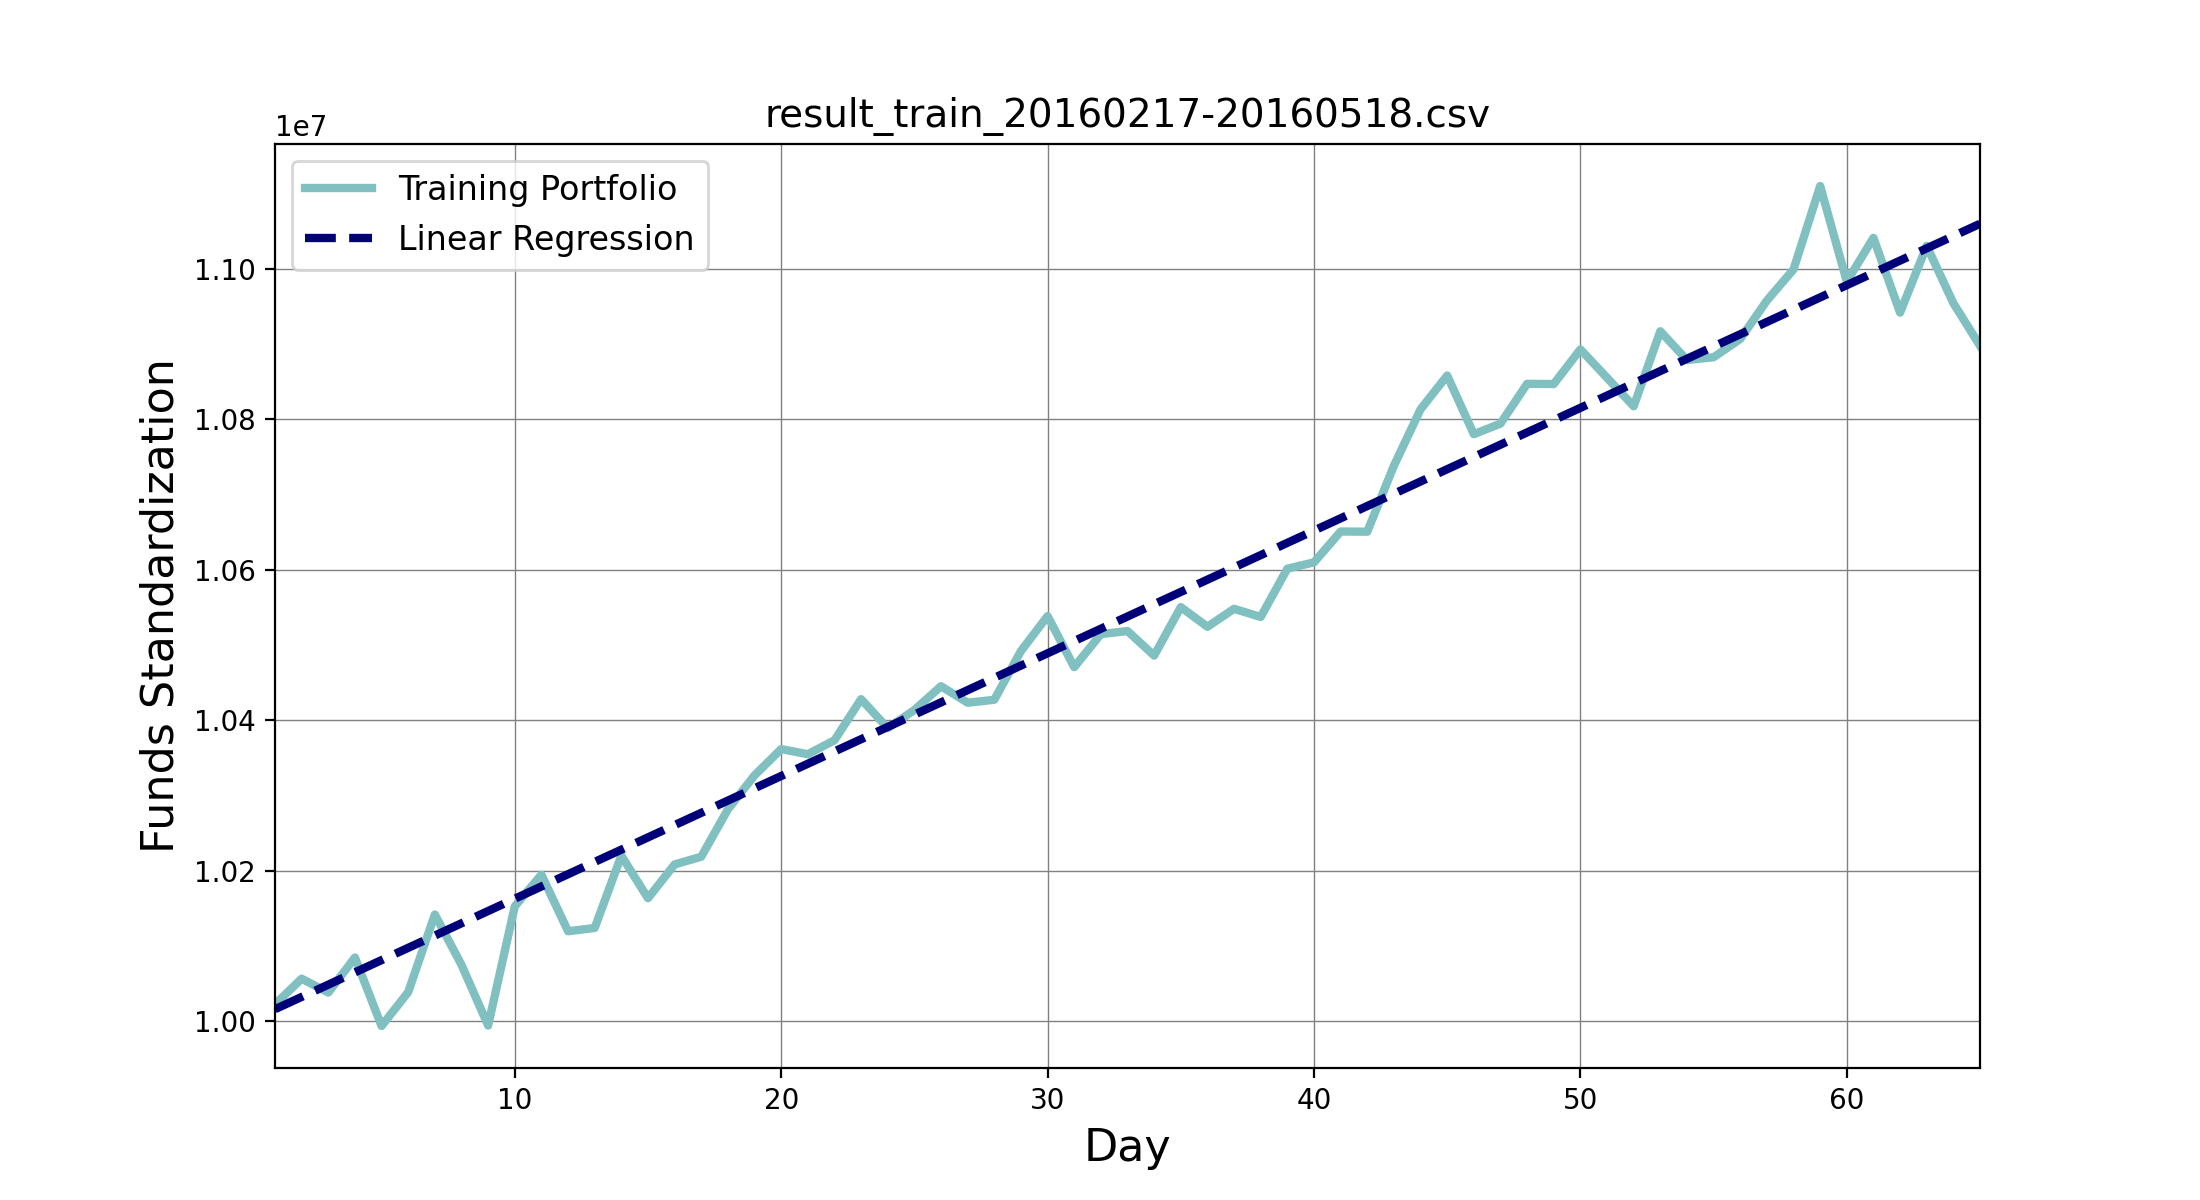 result_train_20160217-20160518.csv
1e7
Training Portfolio
Linear Regression
1.10
1.08
1.06
1.04
1.02
1.00
Funds Standardization
10 20 30 40 50 60
Day